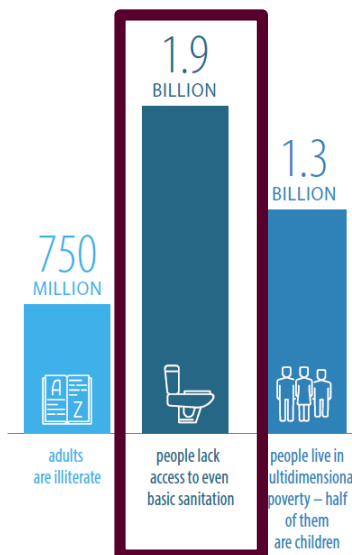 1.9
BILLION
1.3
BILLION
750
MILLION
A
Z
adults
are illiterate
people lack
access to even
basic sanitation
people live in
ultidimensiona
poverty – half
of them
are children